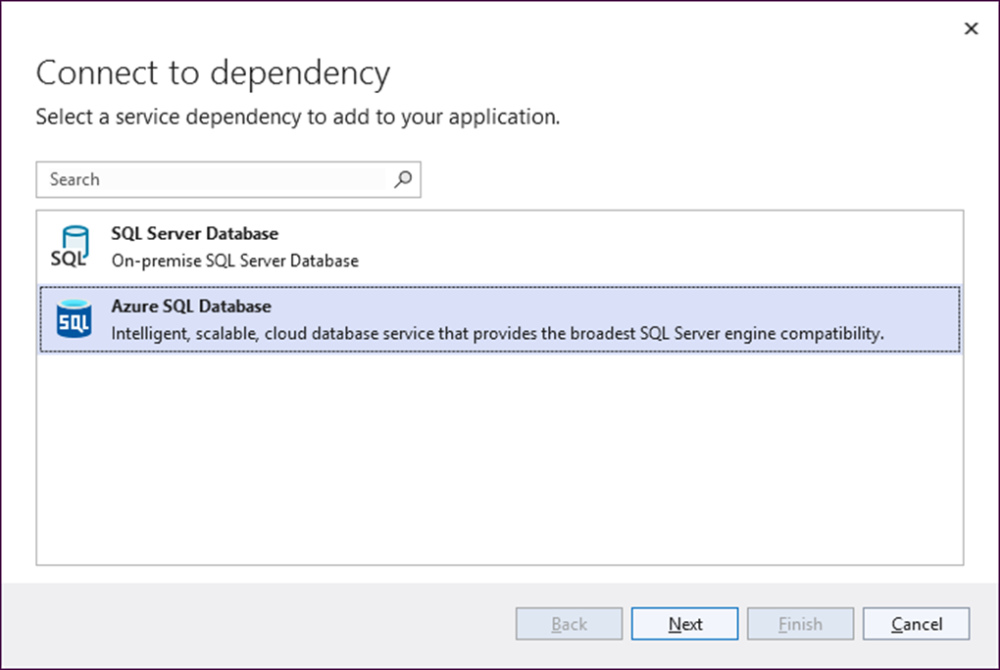 Connect to dependency
Select a service dependency to add to your application.
Search
SQL Server Database
SQL
On-premise SQL Server Database
Azure SQL Database
SQL
Intelligent, scalable, cloud database service that provides the broadest SQL Server engine compatibility.
Back
Next
Finish
Cancel